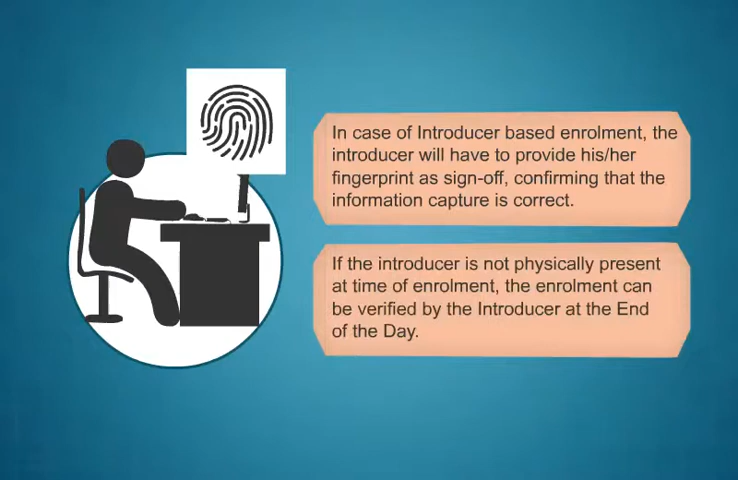 In case of Introducer based enrolment, the
introducer will have to provide his/her
fingerprint as sign-off, confirming that the
information capture is correct.
If the introducer is not physically present
at time of enrolment, the enrolment can
be verified by the Introducer at the End
of the Day.